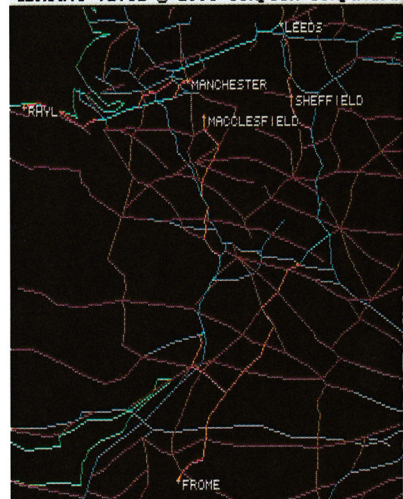 LEEDS
MANCHESTER
SHEFFIELD
RHYL
MACCLESFIELD
FROME